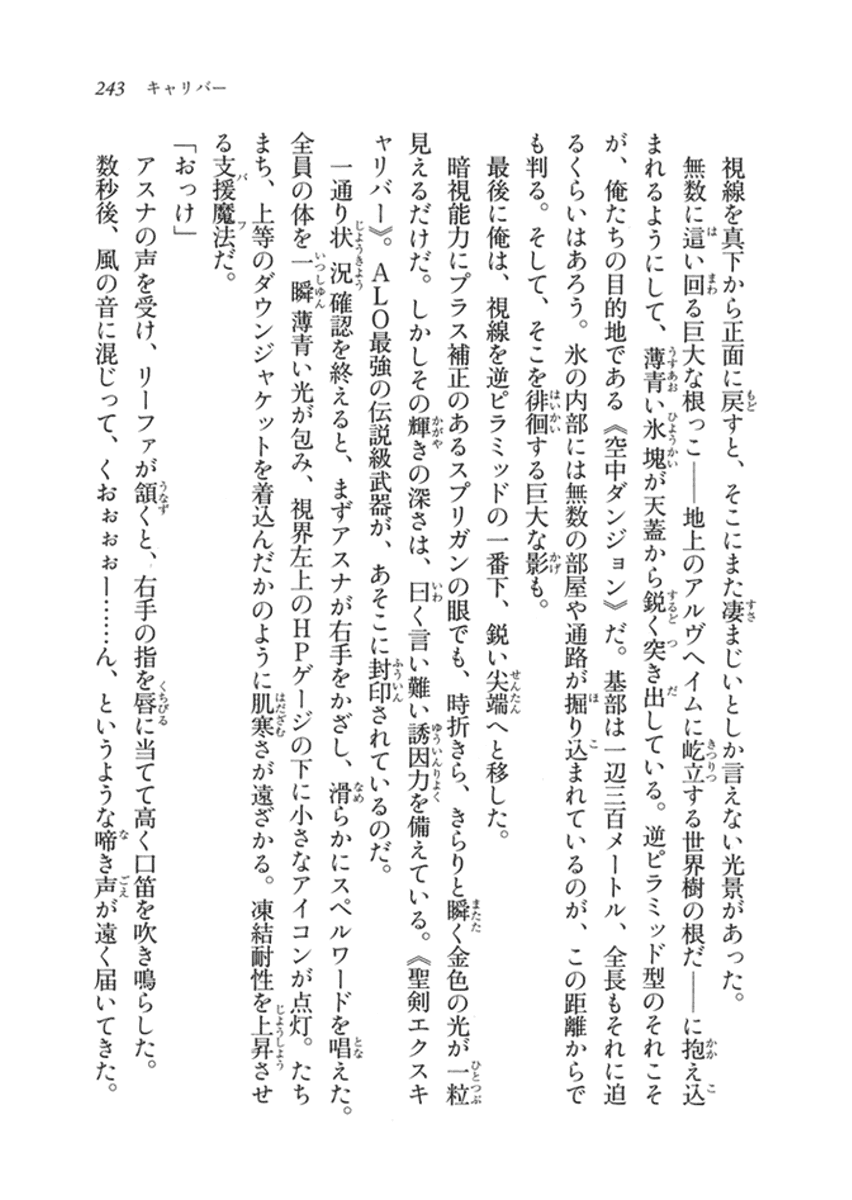 243 キャリバー
視線を真下から正面に戻すと、そこにまた凄まじいとしか言えない光景があった。
無数に這い回る巨大な根っこ――地上のアルヴヘイムに屹立する世界樹の根だ――に抱え込
まれるようにして、薄青い氷塊が天蓋から鋭く突き出している。逆ピラミッド型のそれこそ
が、俺たちの目的地である《空中ダンジョン》だ。基部は一辺三百メートル、全長もそれに迫
るくらいはあろう。氷の内部には無数の部屋や通路が掘り込まれているのが、この距離からで
も判る。そして、そこを徘徊する巨大な影も。
最後に俺は、視線を逆ピラミッドの一番下、鋭い尖端へと移した。
暗視能力にプラス補正のあるスプリガンの眼でも、時折きら、きらりと瞬く金色の光が一粒
見えるだけだ。しかしその輝きの深さは、曰く言い難い誘因力を備えている。《聖剣エクスキ
ャリバー》。ALO最強の伝説級武器が、あそこに封印されているのだ。
一通り状況確認を終えると、まずアスナが右手をかざし、滑らかにスペルワードを唱えた。
全員の体を一瞬薄青い光が包み、視界左上のHPゲージの下に小さなアイコンが点灯。たち
まち、上等のダウンジャケットを着込んだかのように肌寒さが遠ざかる。凍結耐性を上昇させ
る支援魔法だ。
「おっけ」
アスナの声を受け、リーファが頷くと、右手の指を唇に当てて高く口笛を吹き鳴らした。
数秒後、風の音に混じって、くおぉぉぉー……ん、というような啼き声が遠く届いてきた。